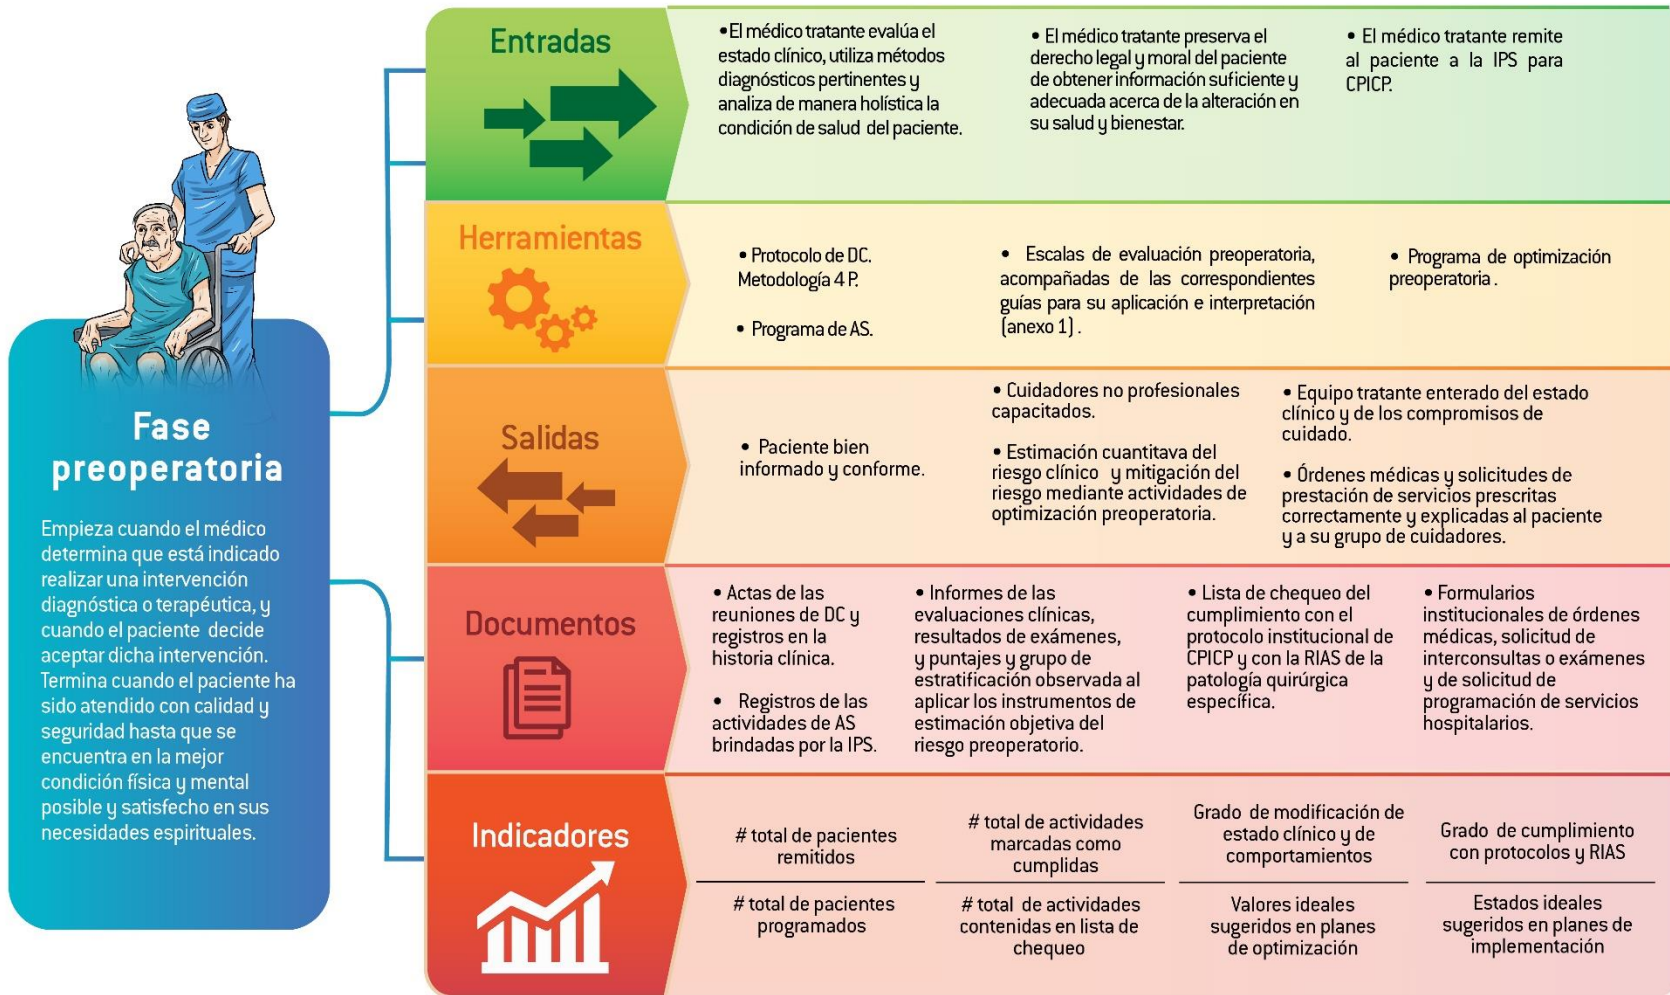 Fase
preoperatoria
Empieza cuando el médico
determina que está indicado
realizar una intervención
diagnóstica o terapéutica, y
cuando el paciente decide
aceptar dicha intervención.
Termina cuando el paciente ha
sido atendido con calidad y
seguridad hasta que se
encuentra en la mejor
condición física y mental
posible y satisfecho en sus
necesidades espirituales.
Entradas
•El médico tratante evalúa el
estado clínico, utiliza métodos
diagnósticos pertinentes y
analiza de manera holística la
condición de salud del paciente.
• El médico tratante preserva el
derecho legal y moral del paciente
de obtener información suficiente y
adecuada acerca de la alteración en
su salud y bienestar.
• El médico tratante remite
al paciente a la IPS para
CPICP.
Herramientas
• Protocolo de DC.
Metodología 4 P.
• Programa de AS.
• Escalas de evaluación preoperatoria,
acompañadas de las correspondientes
guías para su aplicación e interpretación
(anexo 1) .
• Programa de optimización
preoperatoria .
Salidas
• Paciente bien
informado y conforme.
• Cuidadores no profesionales
capacitados.
• Estimación cuantitava del
riesgo clínico y mitigación del
riesgo mediante actividades de
optimización preoperatoria.
• Equipo tratante enterado del estado
clínico y de los compromisos de
cuidado.
• Órdenes médicas y solicitudes de
prestación de servicios prescritas
correctamente y explicadas al paciente
y a su grupo de cuidadores.
Documentos
• Actas de las
reuniones de DC y
registros en la
historia clínica.
• Registros de las
actividades de AS
brindadas por la IPS.
• Informes de las
evaluaciones clínicas,
resultados de exámenes,
y puntajes y grupo de
estratificación observada al
aplicar los instrumentos de
estimación objetiva del
riesgo preoperatorio.
• Lista de chequeo del
cumplimiento con el
protocolo institucional de
CPICP y con la RIAS de la
patología quirúrgica
específica.
• Formularios
institucionales de órdenes
médicas, solicitud de
interconsultas o exámenes
y de solicitud de
programación de servicios
hospitalarios.
Indicadores
# total de pacientes
remitidos
# total de pacientes
programados
# total de actividades
marcadas como
cumplidas
# total de actividades
contenidas en lista de
chequeo
Grado de modificación de
estado clínico y de
comportamientos
Valores ideales
sugeridos en planes
de optimización
Grado de cumplimiento
con protocolos y RIAS
Estados ideales
sugeridos en planes de
implementación